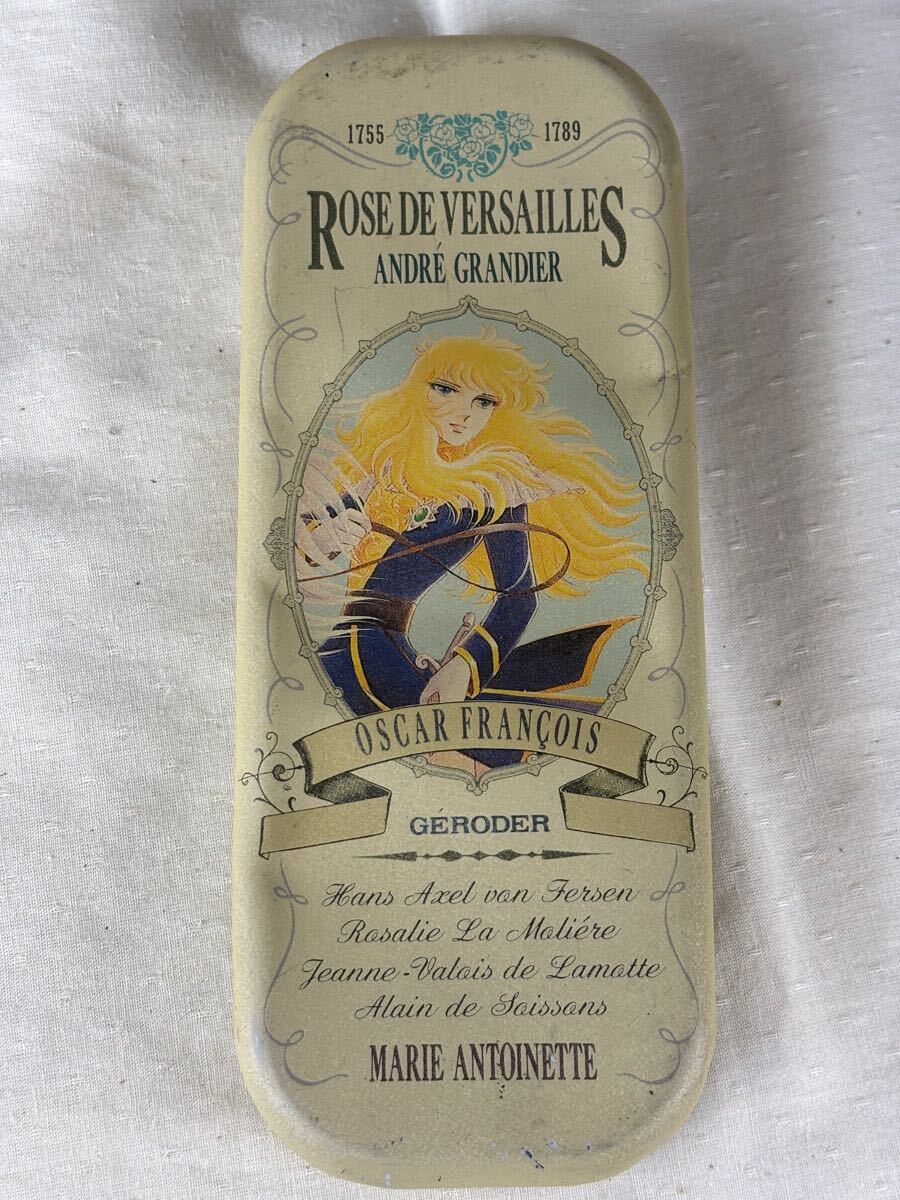 1755 1789
ROSE DE VERSAILLES
ANDRÉ GRANDIER
OSCAR FRANÇOIS
GÉRODER
Hans Axel von Fersen
Rosalie La Moliére
Jeanne-Valois de Lamotte
Alain de Soissons
MARIE ANTOINETTE